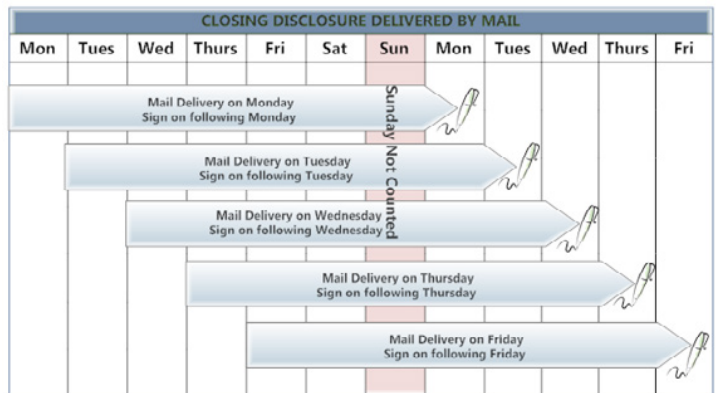 CLOSING DISCLOSURE DELIVERED BY MAIL
Mon Tues Wed Thurs Fri Sat Sun Mon Tues Wed Thurs Fri
Mail Delivery on Monday
Sign on following Monday
Sunday Not Counted
Mail Delivery on Tuesday
Sign on following Tuesday
Mail Delivery on Wednesday
Sign on following Wednesday
Mail Delivery on Thursday
Sign on following Thursday
Mail Delivery on Friday
Sign on following Friday